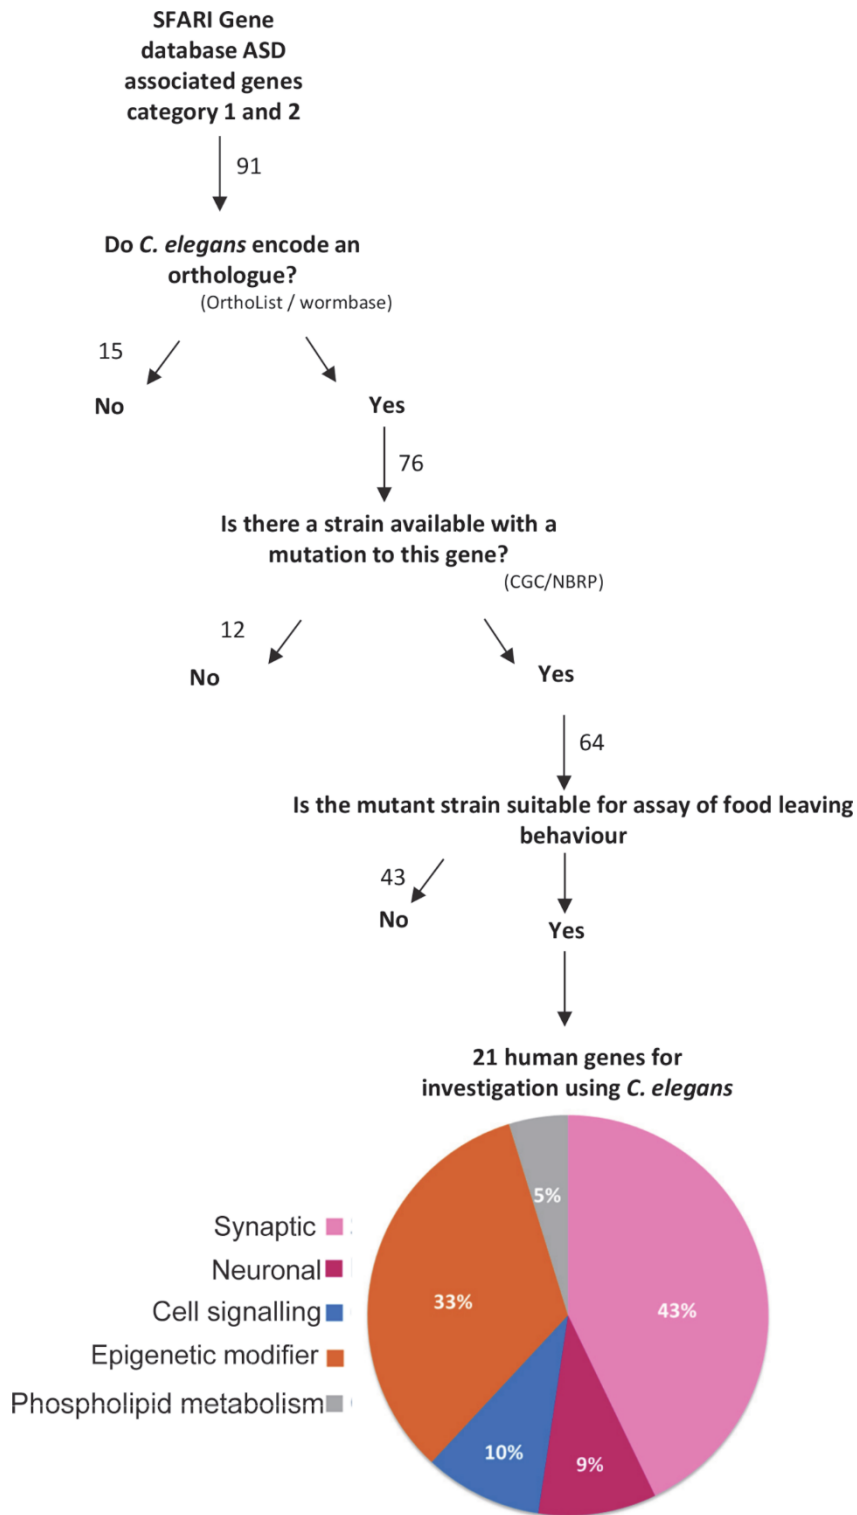 SFARI Gene
database ASD
associated genes
category 1 and 2
91
Do C. elegans encode an
orthologue?
(OrthoList / wormbase)
15
No
Yes
76
Is there a strain available with a
mutation to this gene?
(CGC/NBRP)
12
No
Yes
64
Is the mutant strain suitable for assay of food leaving
behaviour
43
No
Yes
21 human genes for
investigation using C. elegans
5%
Synaptic
Neuronal
Cell signalling
Epigenetic modifier
Phospholipid metabolism
33%
43%
10%
9%